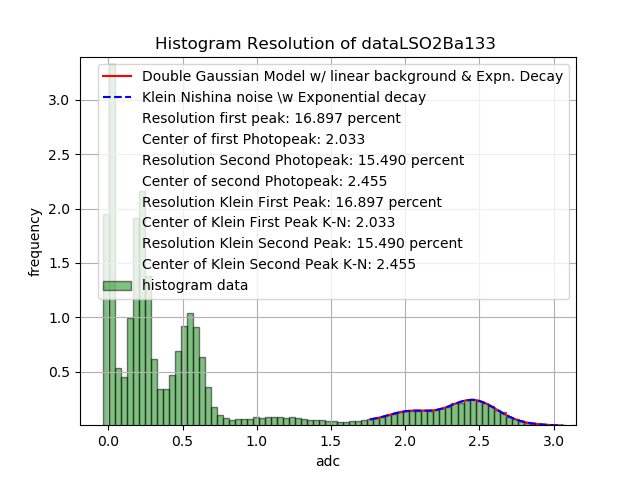 Histogram Resolution of dataLSO2Ba133
Double Gaussian Model w/ linear background & Expn. Decay
Klein Nishina noise \w Exponential decay
Resolution first peak: 16.897 percent
Center of first Photopeak: 2.033
Resolution Second Photopeak: 15.490 percent
Center of second Photopeak: 2.455
Resolution Klein First Peak: 16.897 percent
Center of Klein First Peak K-N: 2.033
Resolution Klein Second Peak: 15.490 percent
Center of Klein Second Peak K-N: 2.455
histogram data
frequency
3.0
2.5
2.0
1.5
1.0
0.5
0.0 0.5 1.0 1.5 2.0 2.5 3.0
adc